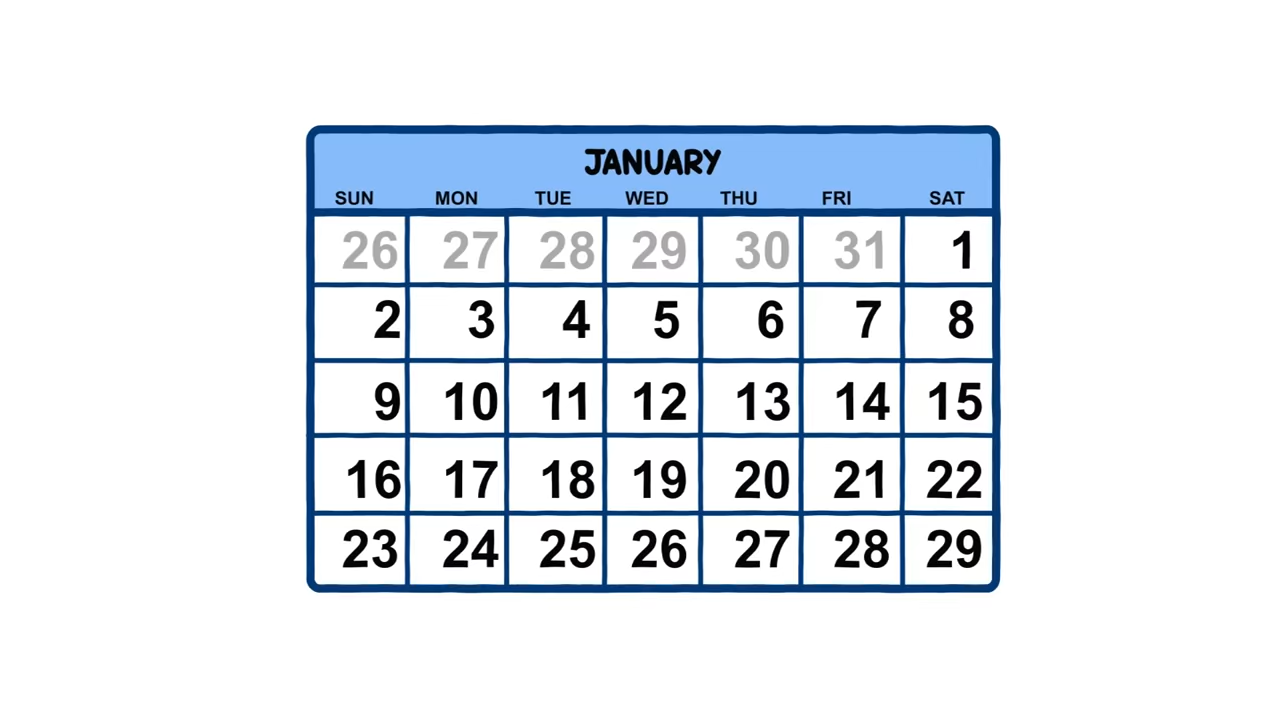 JANUARY
SUN MON TUE WED THU FRI SAT
26 27 28 29 30 31 1
2 3 4 5 6 7 8
9 10 11 12 13 14 15
16 17 18 19 20 21 22
23 24 25 26 27 28 29